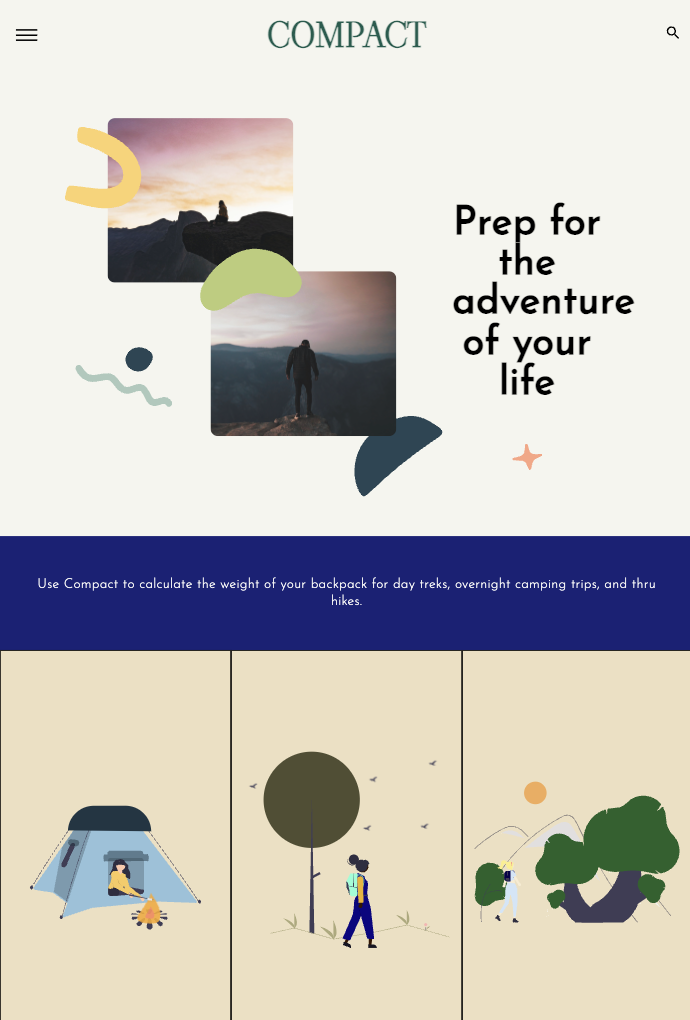 COMPACT
Prep for
the
adventure
of your
life
Use Compact to calculate the weight of your backpack for day treks, overnight camping trips, and thru
hikes.